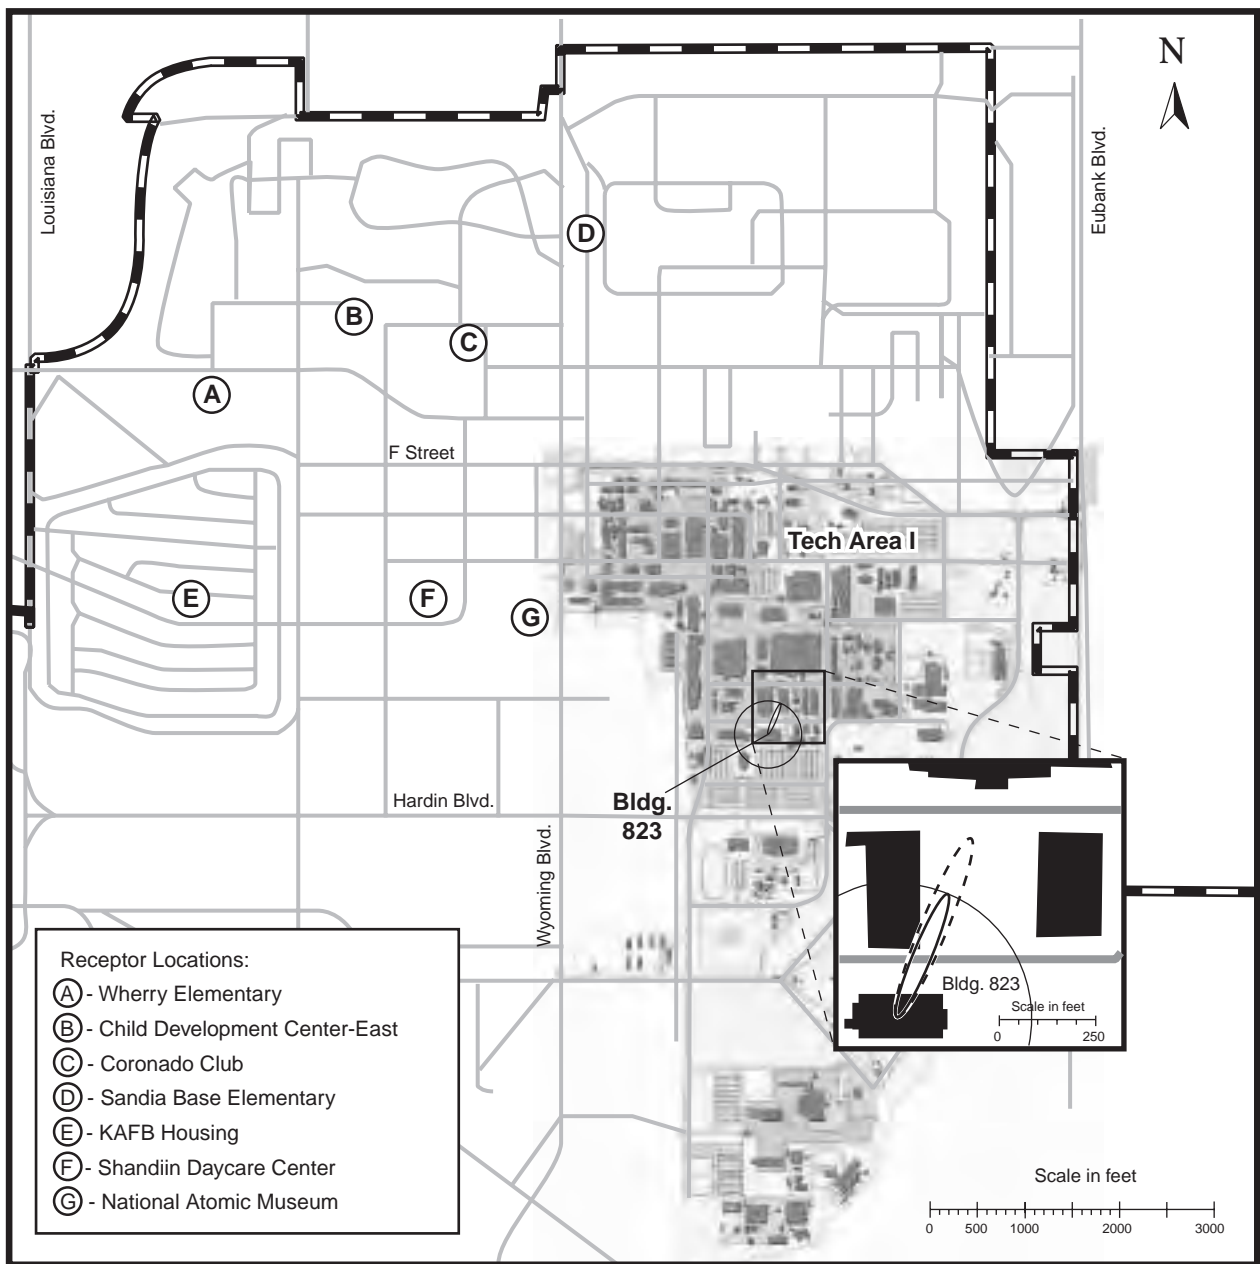 N
Louisiana Blvd.
Eubank Blvd.
D
B
C
A
F Street
Tech Area I
E
F
G
Bldg.
823
Hardin Blvd.
Wyoming Blvd.
Bldg. 823
Scale in feet
0 250
Receptor Locations:
A - Wherry Elementary
B - Child Development Center-East
C - Coronado Club
D - Sandia Base Elementary
E - KAFB Housing
F - Shandiin Daycare Center
G - National Atomic Museum
Scale in feet
0 500 1000 2000 3000